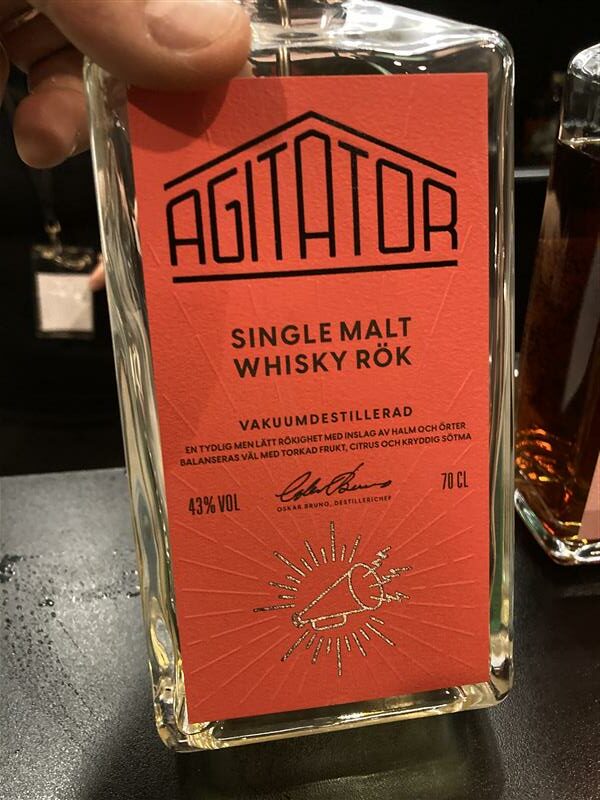 AGITATOR
SINGLE MALT
WHISKY RÖK
VAKUUMDESTILLERAD
EN TYDLIG MEN LÄTT RÖKIGHET MED INSLAG AV HALM OCH ÖRTER
BALANSERAS VÄL MED TORKAD FRUKT, CITRUS OCH KRYDDIG SÖTMA
43% VOL
OSKAR BRUNO, DESTILLERICHEF
70 CL